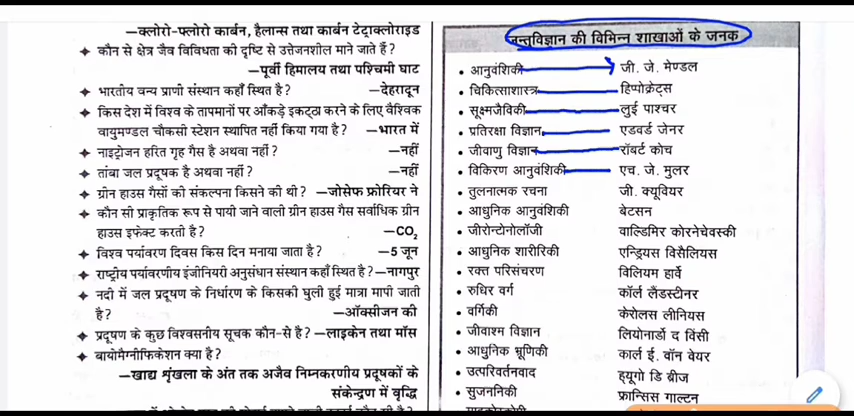 —क्लोरो-फ्लोरो कार्बन, हैलान्स तथा कार्बन टेट्राक्लोराइड
✦ कौन से क्षेत्र जैव विविधता की दृष्टि से उत्तेजनशील माने जाते हैं?
—पूर्वी हिमालय तथा पश्चिमी घाट
✦ भारतीय वन्य प्राणी संस्थान कहाँ स्थित है? —देहरादून
✦ किस देश में विश्व के तापमानों पर आँकड़े इकट्ठा करने के लिए वैश्विक
वायुमण्डल चौकसी स्टेशन स्थापित नहीं किया गया है? —भारत में
✦ नाइट्रोजन हरित गृह गैस है अथवा नहीं? —नहीं
✦ तांबा जल प्रदूषक है अथवा नहीं? —नहीं
✦ ग्रीन हाउस गैसों की संकल्पना किसने की थी? —जोसेफ फ्रोरियर ने
✦ कौन सी प्राकृतिक रूप से पायी जाने वाली ग्रीन हाउस गैस सर्वाधिक ग्रीन
हाउस इफेक्ट करती है? —CO₂
✦ विश्व पर्यावरण दिवस किस दिन मनाया जाता है? —5 जून
✦ राष्ट्रीय पर्यावरणीय इंजीनियरी अनुसंधान संस्थान कहाँ स्थित है? —नागपुर
✦ नदी में जल प्रदूषण के निर्धारण के किसकी घुली हुई मात्रा मापी जाती
है? —ऑक्सीजन की
✦ प्रदूषण के कुछ विश्वसनीय सूचक कौन-से है? —लाइकेन तथा मॉस
✦ बायोमैग्नीफिकेशन क्या है?
—खाद्य शृंखला के अंत तक अजैव निम्नकरणीय प्रदूषकों के
संकेन्द्रण में वृद्धि
जन्तुविज्ञान की विभिन्न शाखाओं के जनक
• आनुवंशिकी जी. जे. मेण्डल
• चिकित्साशास्त्र हिप्पोक्रेट्स
• सूक्ष्मजैविकी लुई पाश्चर
• प्रतिरक्षा विज्ञान एडवर्ड जेनर
• जीवाणु विज्ञान रॉबर्ट कोच
• विकिरण आनुवंशिकी एच. जे. मुलर
• तुलनात्मक रचना जी. क्यूवियर
• आधुनिक आनुवंशिकी बेटसन
• जीरोन्टोनोलॉजी वाल्डिमिर कोरनेचेवस्की
• आधुनिक शारीरिकी एन्ड्रियस विसैलियस
• रक्त परिसंचरण विलियम हार्वे
• रुधिर वर्ग कॉर्ल लैंडस्टीनर
• वर्गिकी केरोलस लीनियस
• जीवाश्म विज्ञान लियोनार्डो द विंसी
• आधुनिक भ्रूणिकी कार्ल ई. वॉन वेयर
• उत्परिवर्तनवाद ह्यूगो डि ब्रीज
• सुजननिकी फ्रान्सिस गाल्टन